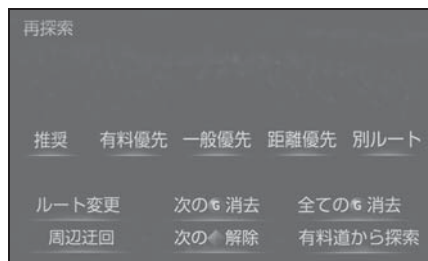 再探索
推奨 有料優先 一般優先 距離優先 別ルート
ルート変更 次のG消去 全てのG消去
周辺迂回 次の解除 有料道から探索